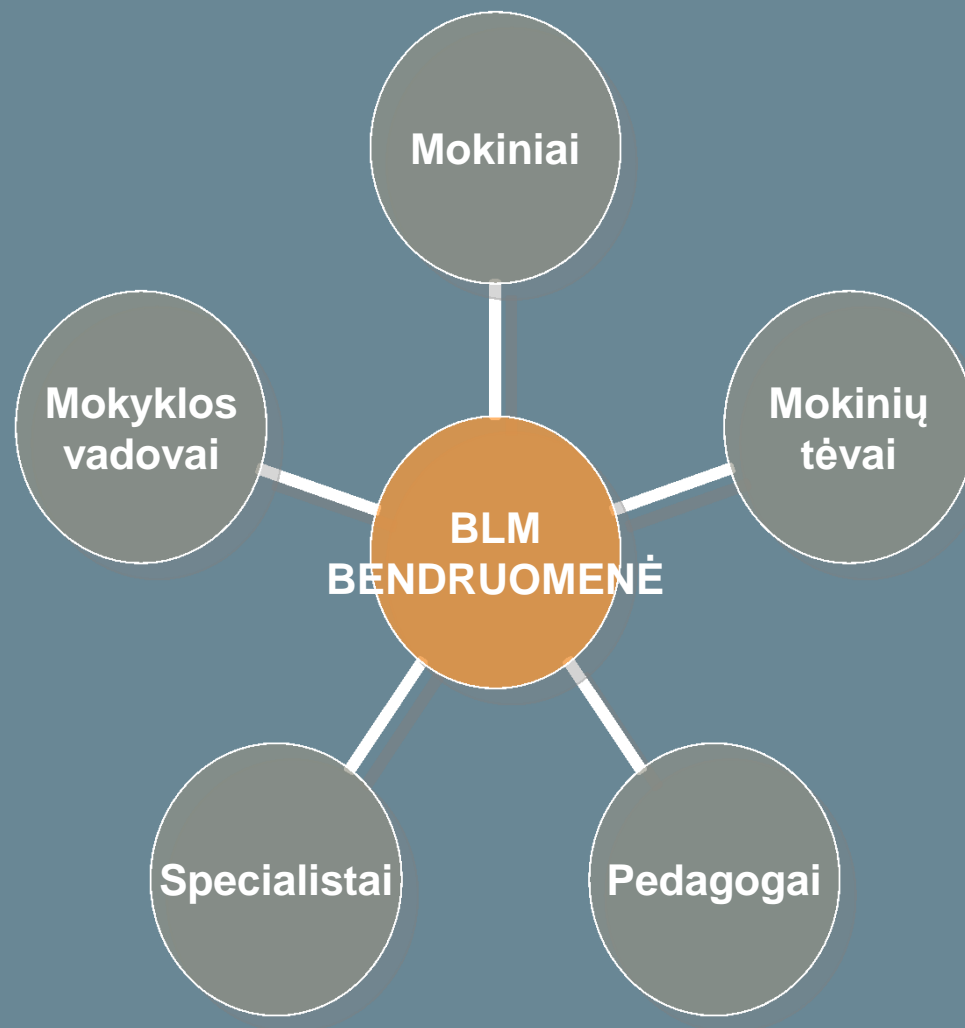 Mokiniai
Mokyklos
vadovai
Mokinių
tėvai
BLM
BENDRUOMENĖ
Specialistai
Pedagogai